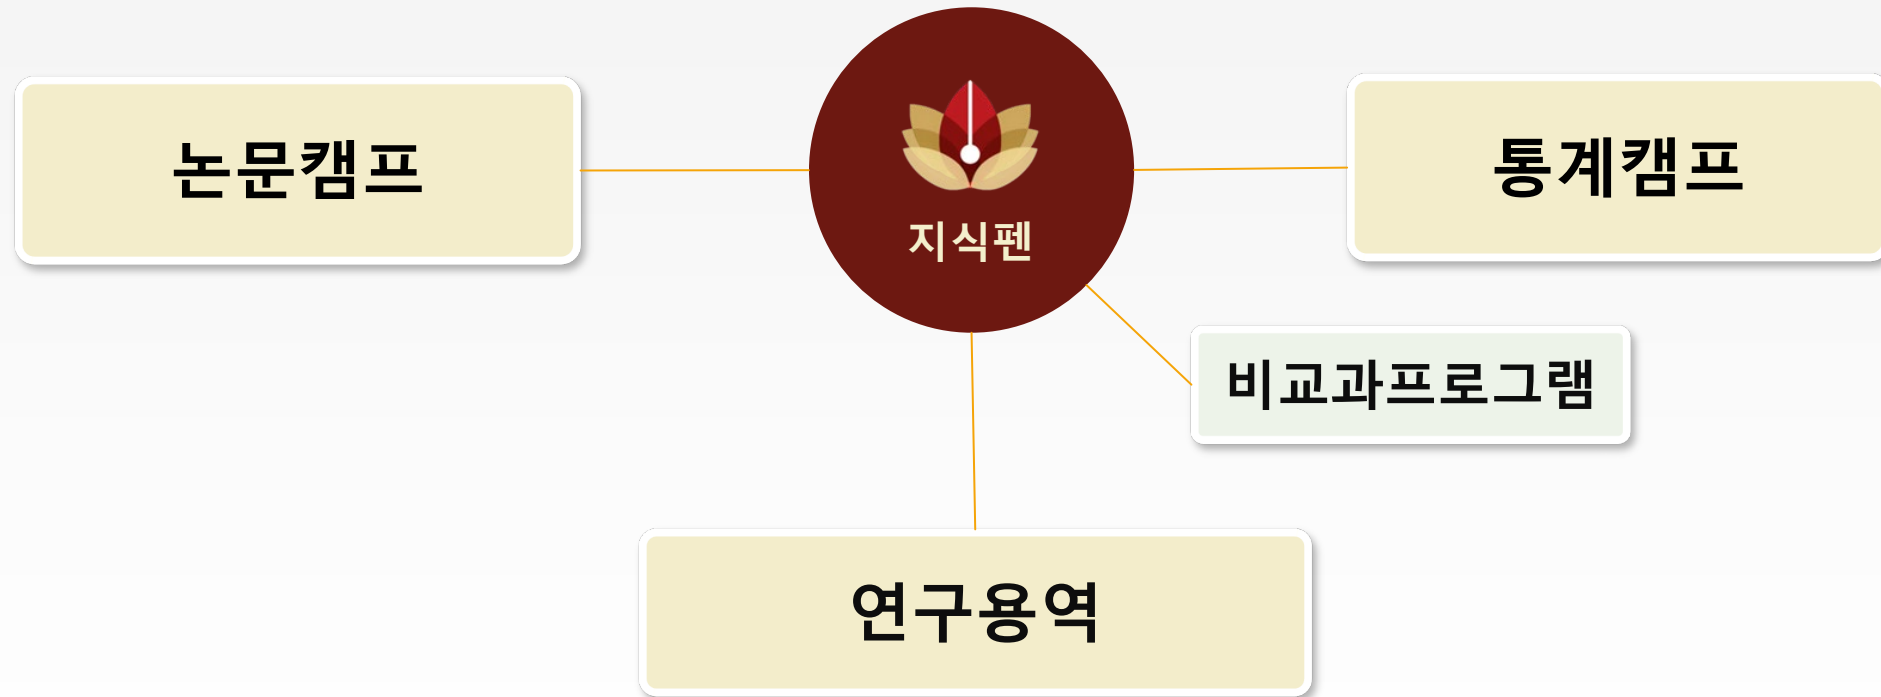 논문캠프
지식펜
통계캠프
비교과프로그램
연구용역